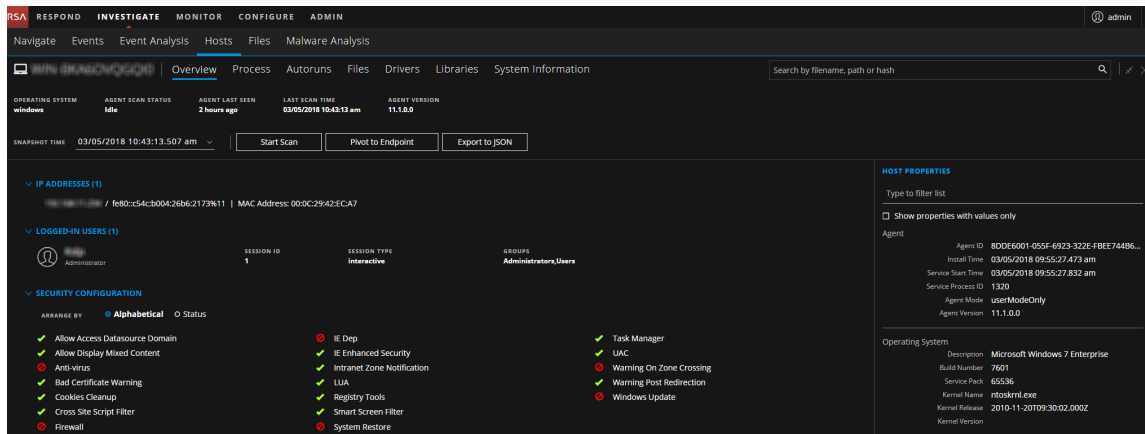 RSA RESPOND INVESTIGATE MONITOR CONFIGURE ADMIN admin
Navigate Events Event Analysis Hosts Files Malware Analysis
Overview Process Autoruns Files Drivers Libraries System Information Search by filename, path or hash
OPERATING SYSTEM AGENT SCAN STATUS AGENT LAST SEEN LAST SCAN TIME AGENT VERSION
windows Idle 2 hours ago 03/05/2018 10:43:13 am 11.1.0.0
SNAPSHOT TIME 03/05/2018 10:43:13.507 am Start Scan Pivot to Endpoint Export to JSON
IP ADDRESSES (1)
/ fe80::c54c:b004:26b6:2173%11 | MAC Address: 00:0C:29:42:EC:A7
LOGGED-IN USERS (1)
SESSION ID SESSION TYPE GROUPS
Administrator 1 interactive Administrators,Users
SECURITY CONFIGURATION
ARRANGE BY Alphabetical Status
Allow Access Datasource Domain IE Dep Task Manager
Allow Display Mixed Content IE Enhanced Security UAC
Anti-virus Intranet Zone Notification Warning On Zone Crossing
Bad Certificate Warning LUA Warning Post Redirection
Cookies Cleanup Registry Tools Windows Update
Cross Site Script Filter Smart Screen Filter
Firewall System Restore
HOST PROPERTIES
Type to filter list
Show properties with values only
Agent
Agent ID 8DDE6001-055F-6923-322E-FBEE744B6...
Install Time 03/05/2018 09:55:27.473 am
Service Start Time 03/05/2018 09:55:27.832 am
Service Process ID 1320
Agent Mode userModeOnly
Agent Version 11.1.0.0
Operating System
Description Microsoft Windows 7 Enterprise
Build Number 7601
Service Pack 65536
Kernel Name ntoskrnl.exe
Kernel Release 2010-11-20T09:30:02.000Z
Kernel Version